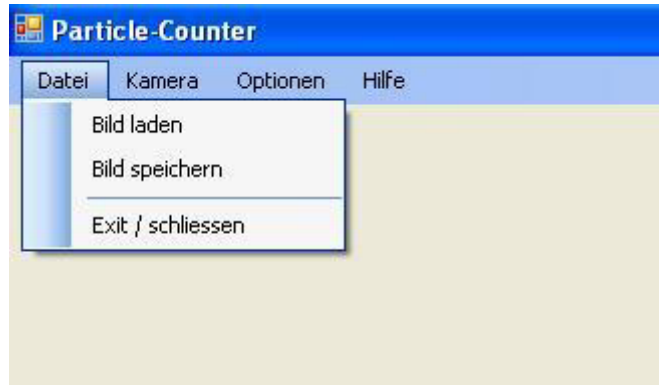 Particle-Counter
Datei Kamera Optionen Hilfe
Bild laden
Bild speichern
Exit / schliessen